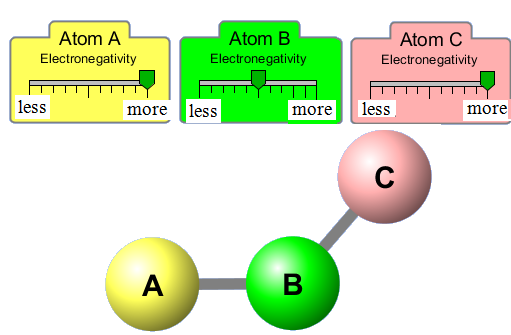 Atom A
Electronegativity
less more
Atom B
Electronegativity
less more
Atom C
Electronegativity
less more
C
A
B